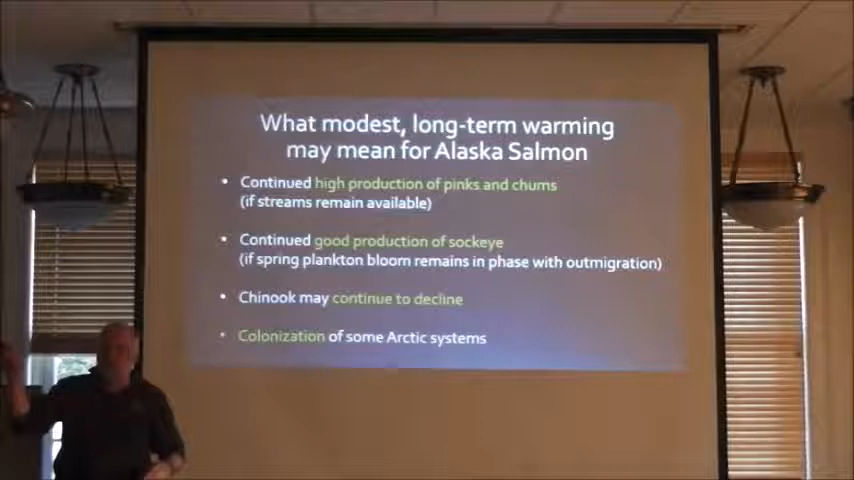 What modest, long-term warming
may mean for Alaska Salmon
• Continued high production of pinks and chums
(if streams remain available)
• Continued good production of sockeye
(if spring plankton bloom remains in phase with outmigration)
• Chinook may continue to decline
• Colonization of some Arctic systems